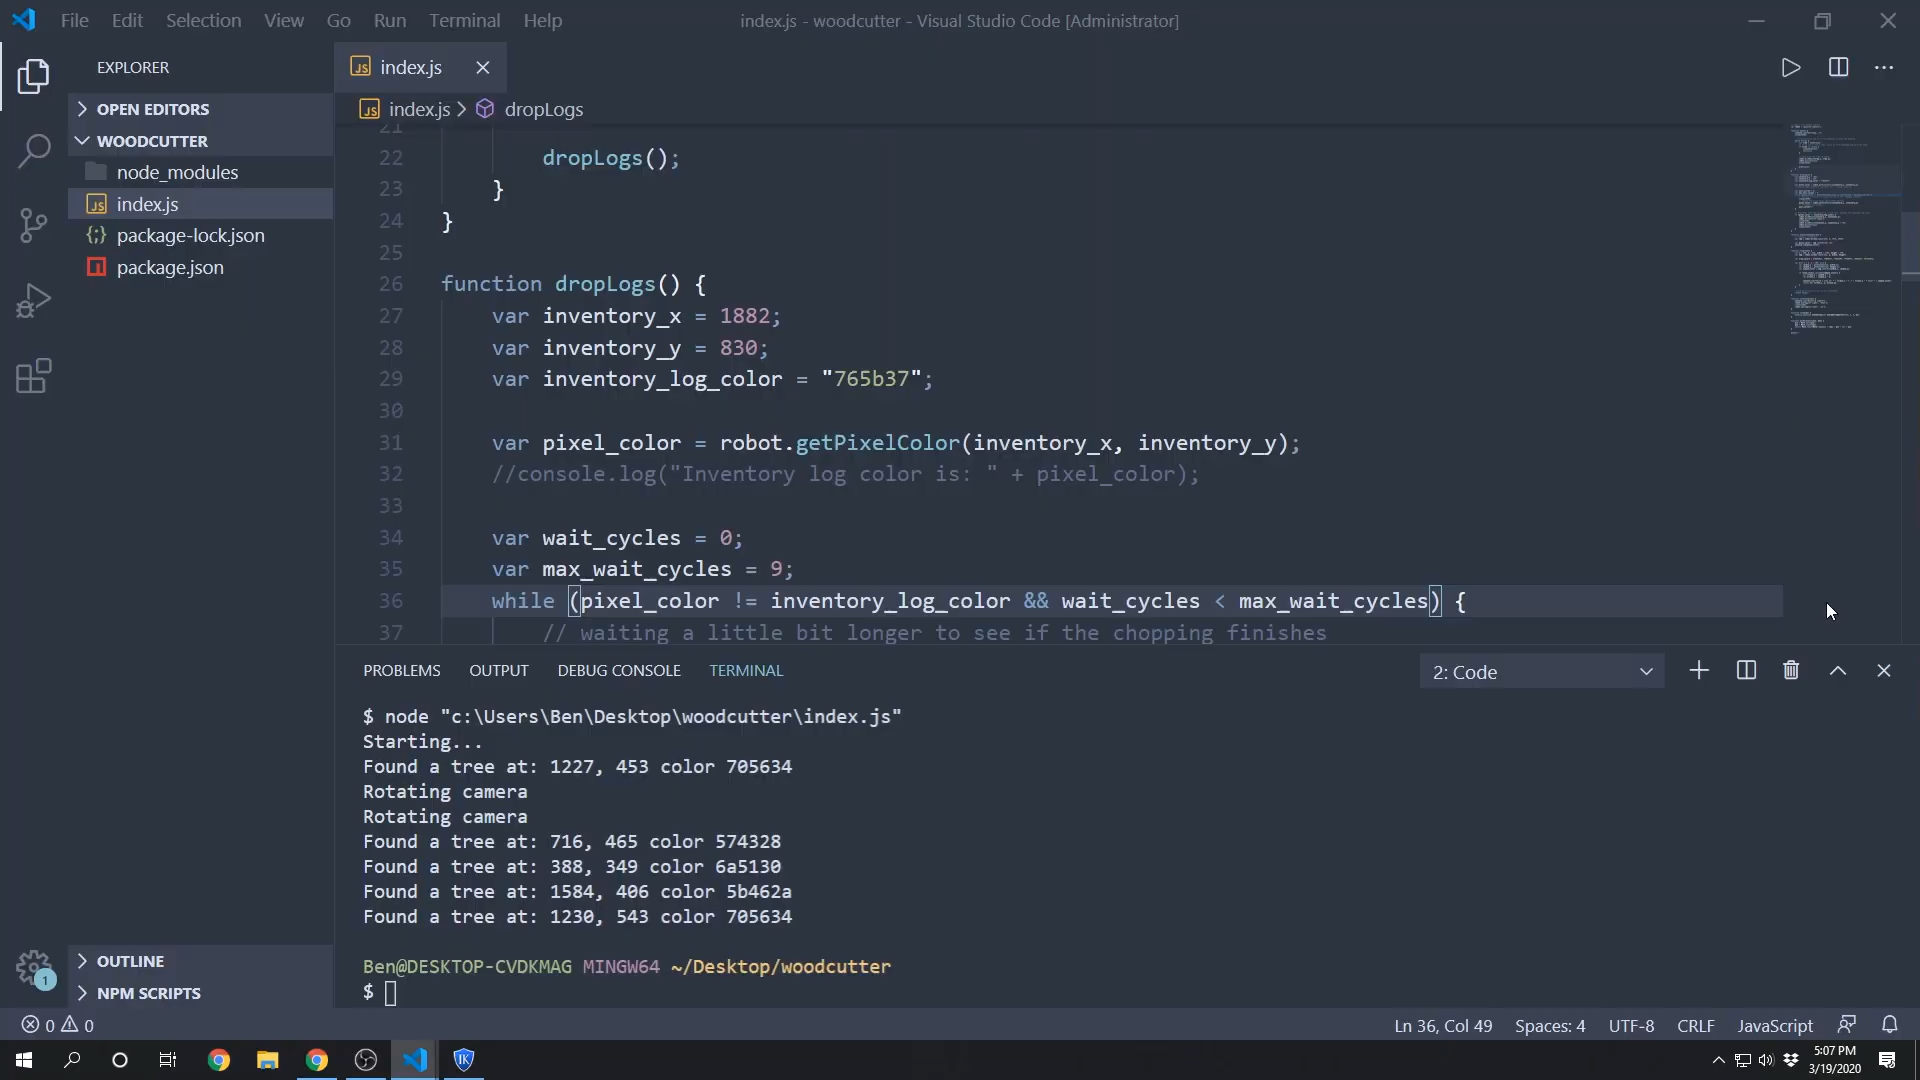 File Edit Selection View Go Run Terminal Help
index.js - woodcutter - Visual Studio Code [Administrator]
EXPLORER
OPEN EDITORS
WOODCUTTER
node_modules
JS index.js
{;} package-lock.json
package.json
OUTLINE
NPM SCRIPTS
1
JS index.js
JS index.js > dropLogs
21
22 dropLogs();
23 }
24 }
25
26 function dropLogs() {
27 var inventory_x = 1882;
28 var inventory_y = 830;
29 var inventory_log_color = "765b37";
30
31 var pixel_color = robot.getPixelColor(inventory_x, inventory_y);
32 //console.log("Inventory log color is: " + pixel_color);
33
34 var wait_cycles = 0;
35 var max_wait_cycles = 9;
36 while (pixel_color != inventory_log_color && wait_cycles < max_wait_cycles) {
37 // waiting a little bit longer to see if the chopping finishes
PROBLEMS OUTPUT DEBUG CONSOLE TERMINAL
2: Code
$ node "c:\Users\Ben\Desktop\woodcutter\index.js"
Starting...
Found a tree at: 1227, 453 color 705634
Rotating camera
Rotating camera
Found a tree at: 716, 465 color 574328
Found a tree at: 388, 349 color 6a5130
Found a tree at: 1584, 406 color 5b462a
Found a tree at: 1230, 543 color 705634
Ben@DESKTOP-CVDKMAG MINGW64 ~/Desktop/woodcutter
$
0 0
Ln 36, Col 49 Spaces: 4 UTF-8 CRLF JavaScript
IK
5:07 PM
3/19/2020